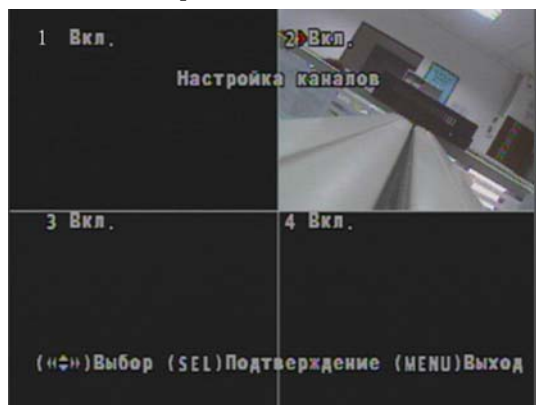 1 Вкл. 2 Вкл.
Настройка каналов
3 Вкл. 4 Вкл.
(◀◀▲▼▶▶)Выбор (SEL)Подтверждение (MENU)Выход